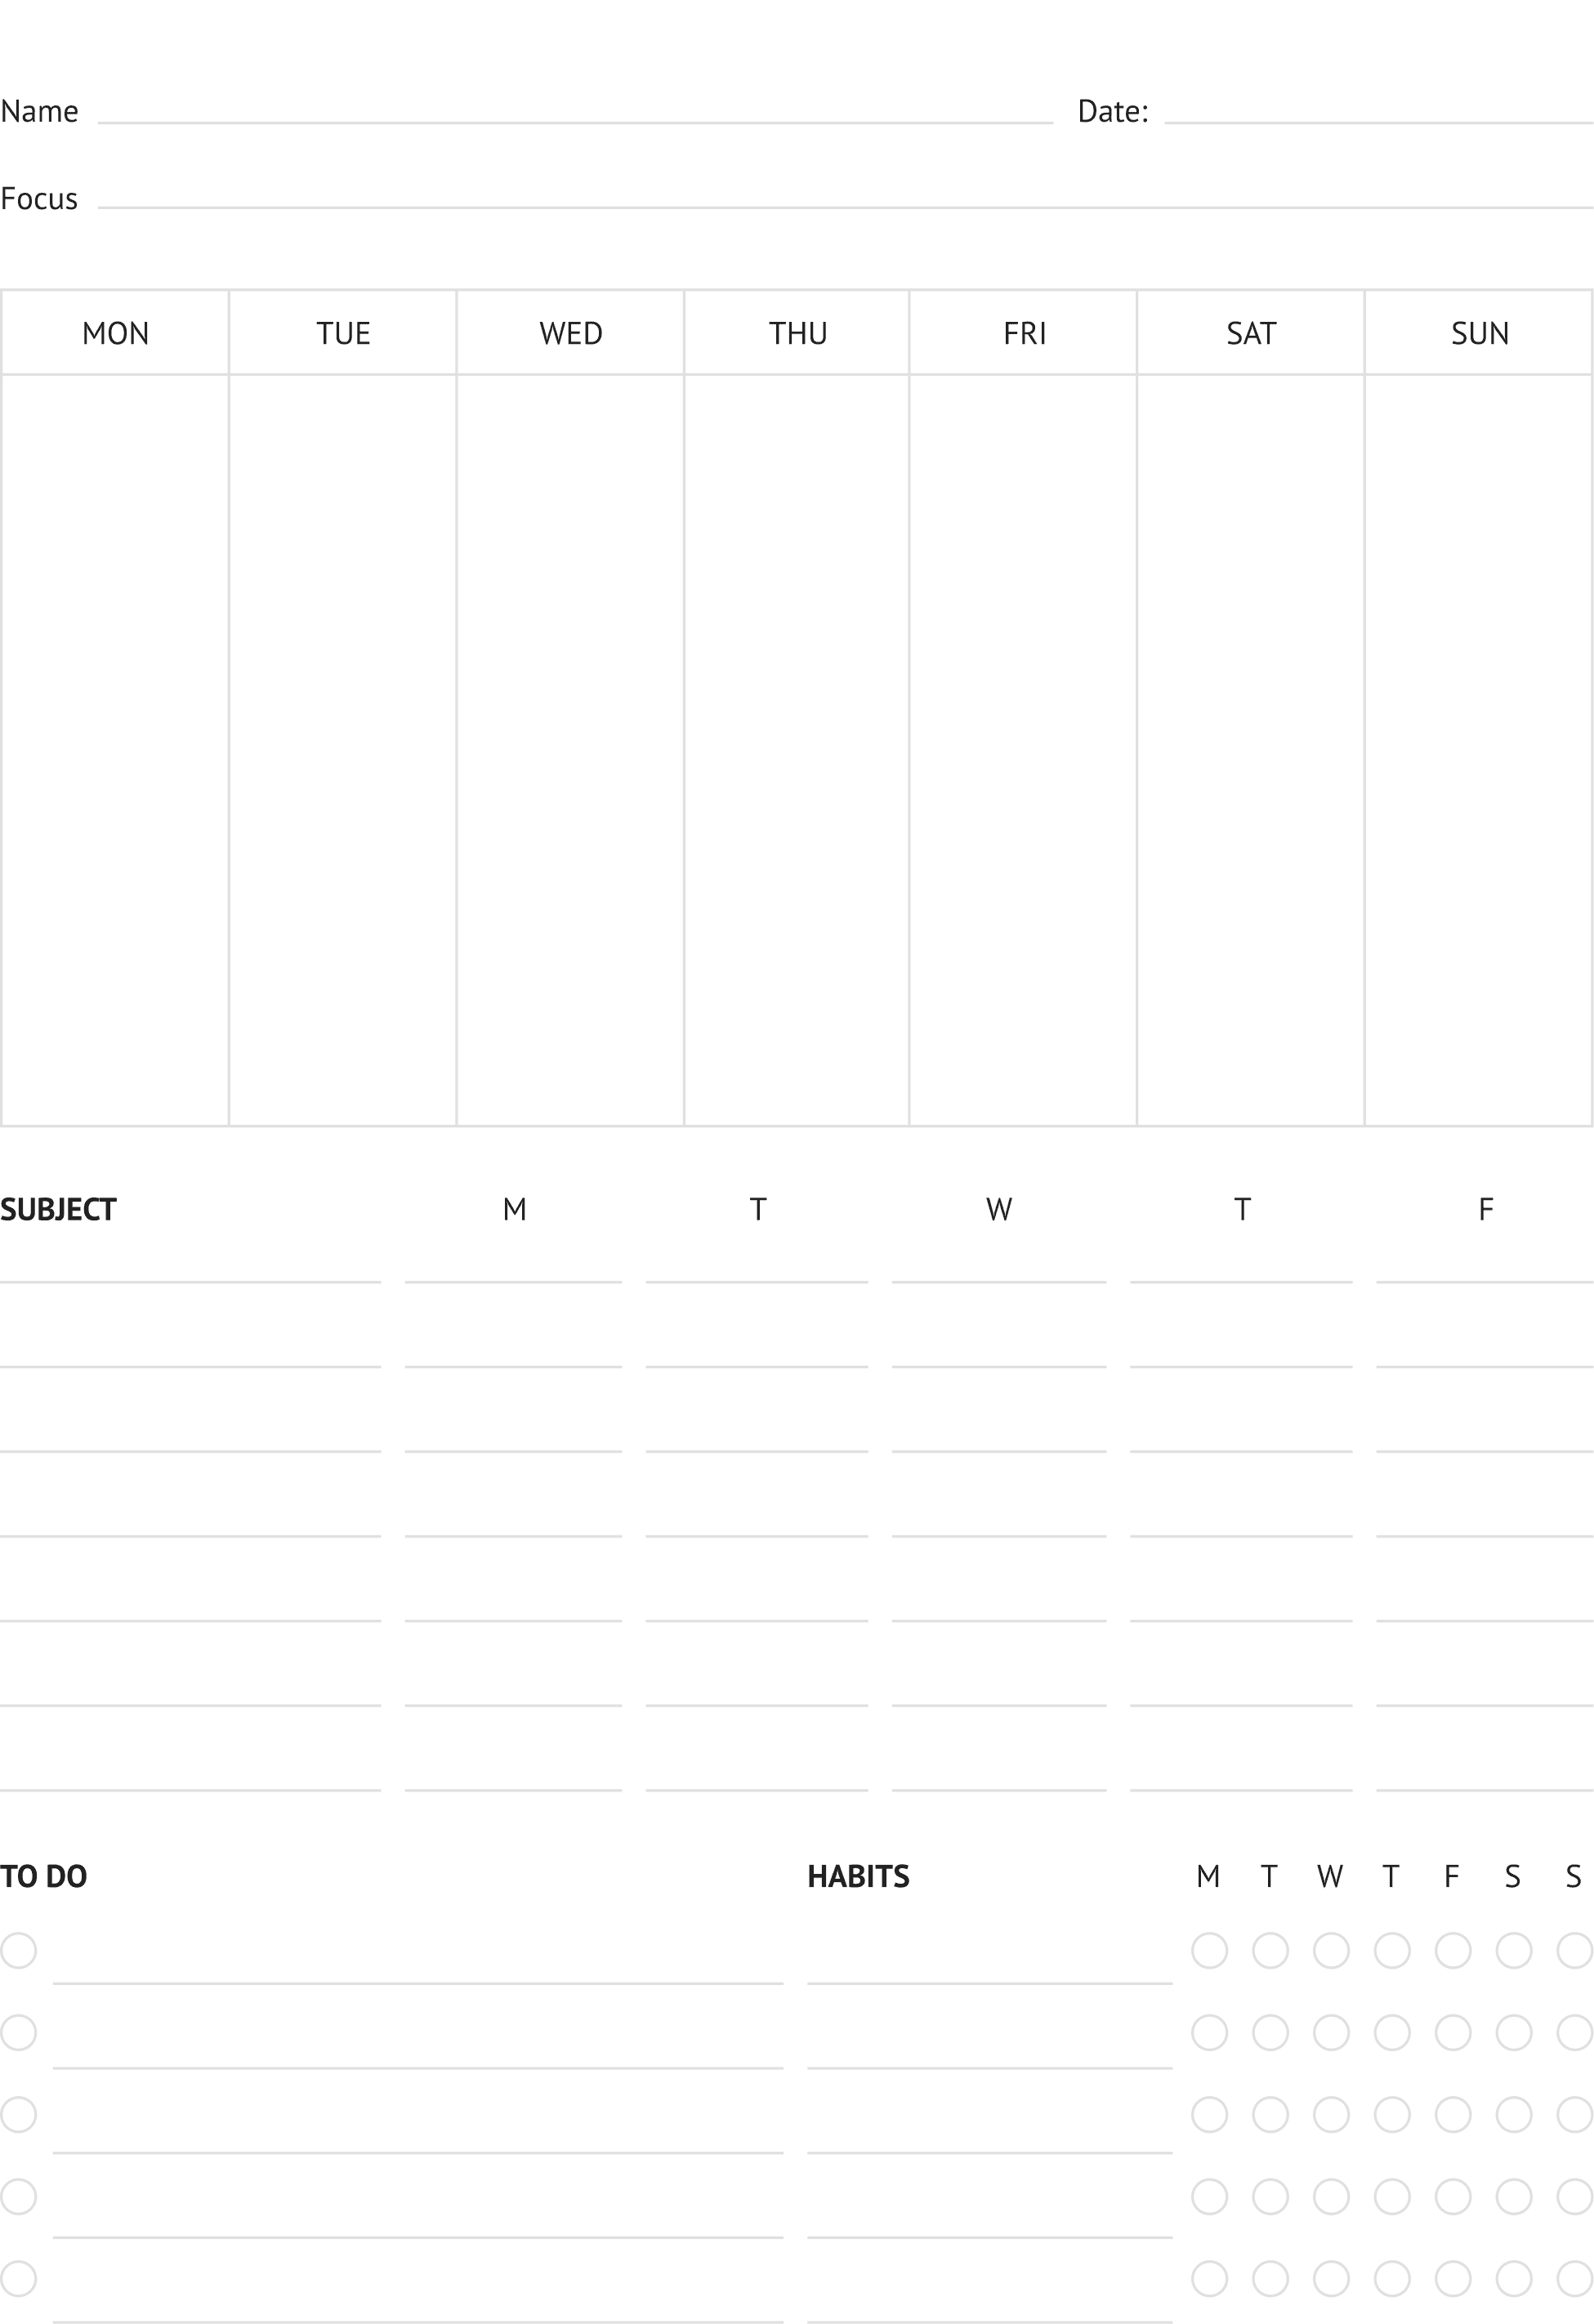 Name Date:
Focus
MON TUE WED THU FRI SAT SUN
SUBJECT M T W T F
TO DO HABITS M T W T F S S